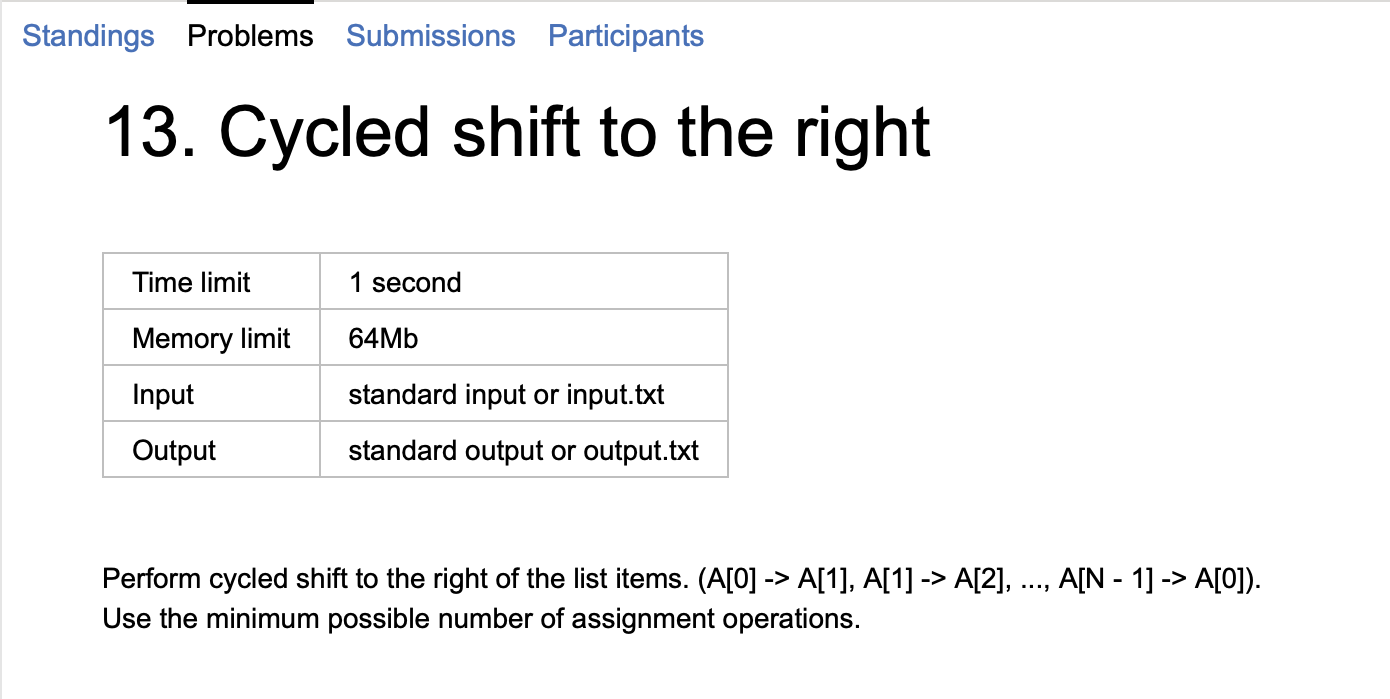 Standings Problems Submissions Participants
13. Cycled shift to the right
Time limit 1 second
Memory limit 64Mb
Input standard input or input.txt
Output standard output or output.txt
Perform cycled shift to the right of the list items. (A[0] -> A[1], A[1] -> A[2], ..., A[N - 1] -> A[0]).
Use the minimum possible number of assignment operations.